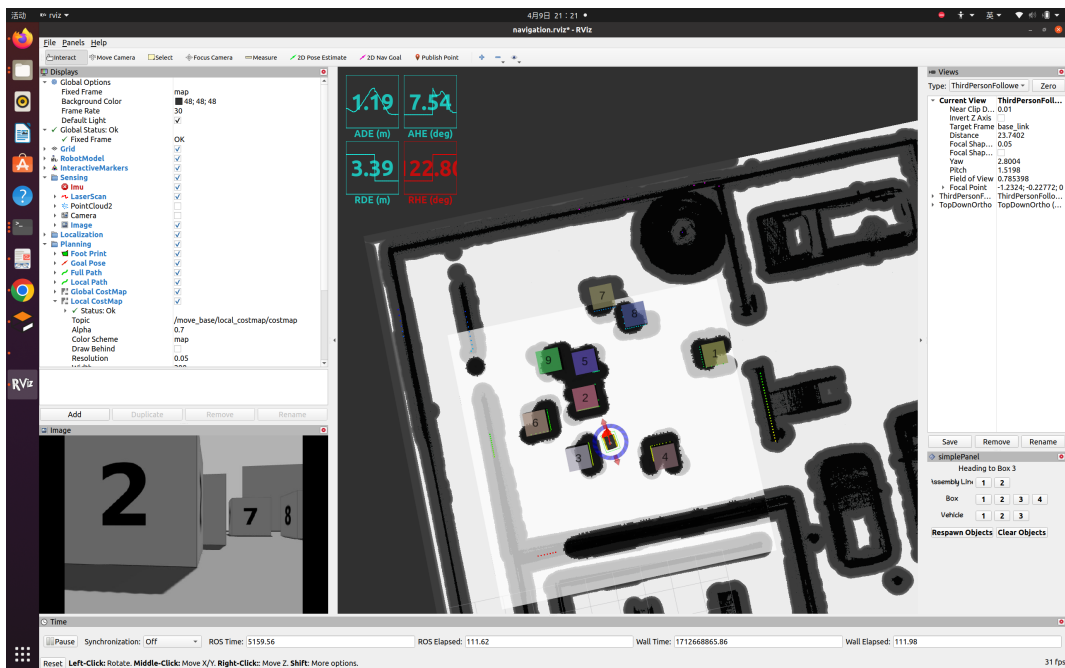 活动
rviz
4月9日 21：21
英
navigation.rviz* - RViz
File Panels Help
Interact Move Camera Select Focus Camera Measure 2D Pose Estimate 2D Nav Goal Publish Point
Displays
Global Options
Fixed Frame map
Background Color 48; 48; 48
Frame Rate 30
Default Light
Global Status: Ok
Fixed Frame OK
Grid
RobotModel
InteractiveMarkers
Sensing
Imu
LaserScan
PointCloud2
Camera
Image
Localization
Planning
Foot Print
Goal Pose
Full Path
Local Path
Global CostMap
Local CostMap
Status: Ok
Topic /move_base/local_costmap/costmap
Alpha 0.7
Color Scheme map
Draw Behind
Resolution 0.05
Add Duplicate Remove Rename
RViz
Image
2
7
8
1.19 7.54
ADE (m) AHE (deg)
3.39 22.80
RDE (m) RHE (deg)
7
8
1
9
5
2
6
3
4
Views
Type: ThirdPersonFollowe Zero
Current View ThirdPersonFoll...
Near Clip D... 0.01
Invert Z Axis
Target Frame base_link
Distance 23.7402
Focal Shap... 0.05
Focal Shap...
Yaw 2.8004
Pitch 1.5198
Field of View 0.785398
Focal Point -1.2324; -0.22772; 0
ThirdPersonF... ThirdPersonFollo...
TopDownOrtho TopDownOrtho (...
Save Remove Rename
simplePanel
Heading to Box 3
Assembly Line 1 2
Box 1 2 3 4
Vehicle 1 2 3
Respawn Objects Clear Objects
Time
Pause Synchronization: Off ROS Time: 5159.56 ROS Elapsed: 111.62 Wall Time: 1712668865.86 Wall Elapsed: 111.98
Reset Left-Click: Rotate. Middle-Click: Move X/Y. Right-Click:: Move Z. Shift: More options. 31 fps